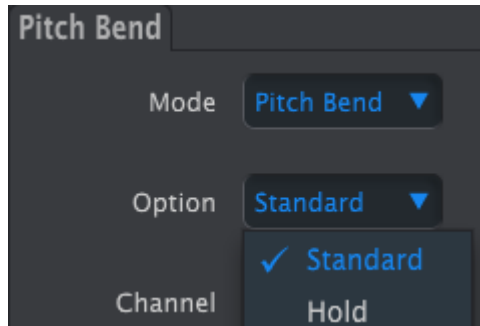 Pitch Bend
Mode Pitch Bend
Option Standard
Standard
Channel Hold